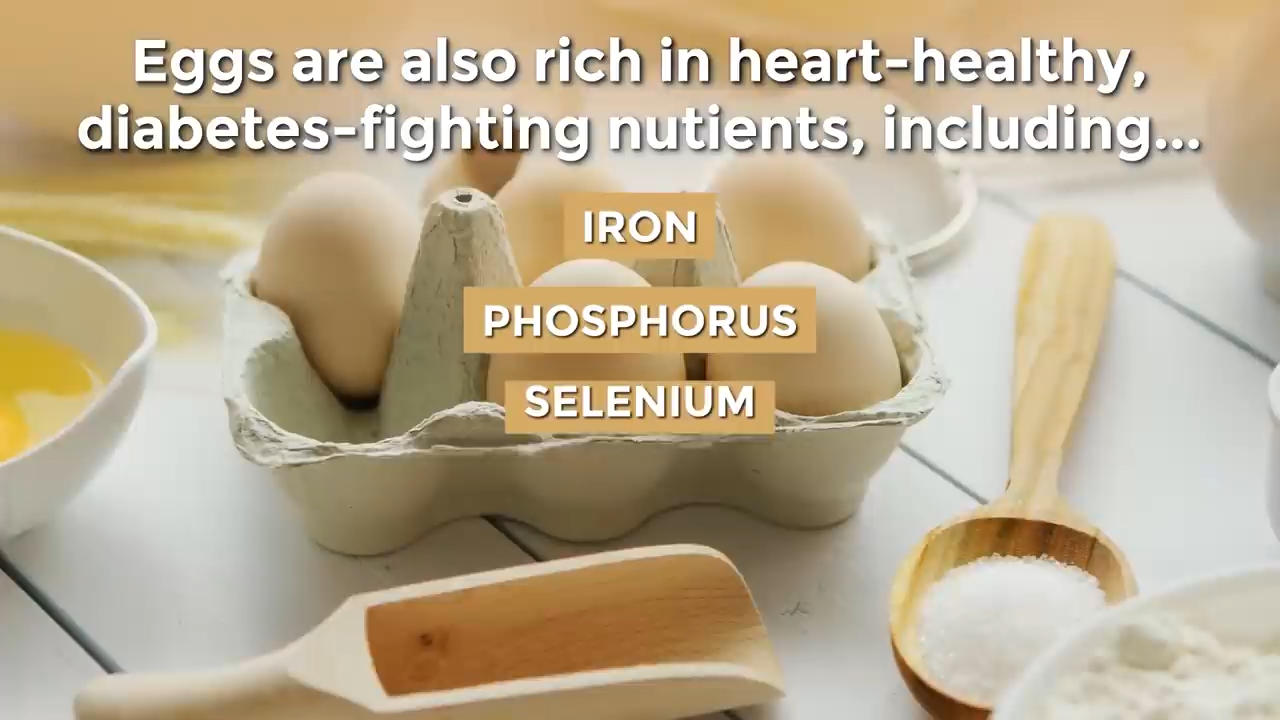 Eggs are also rich in heart-healthy,
diabetes-fighting nutients, including...
IRON
PHOSPHORUS
SELENIUM